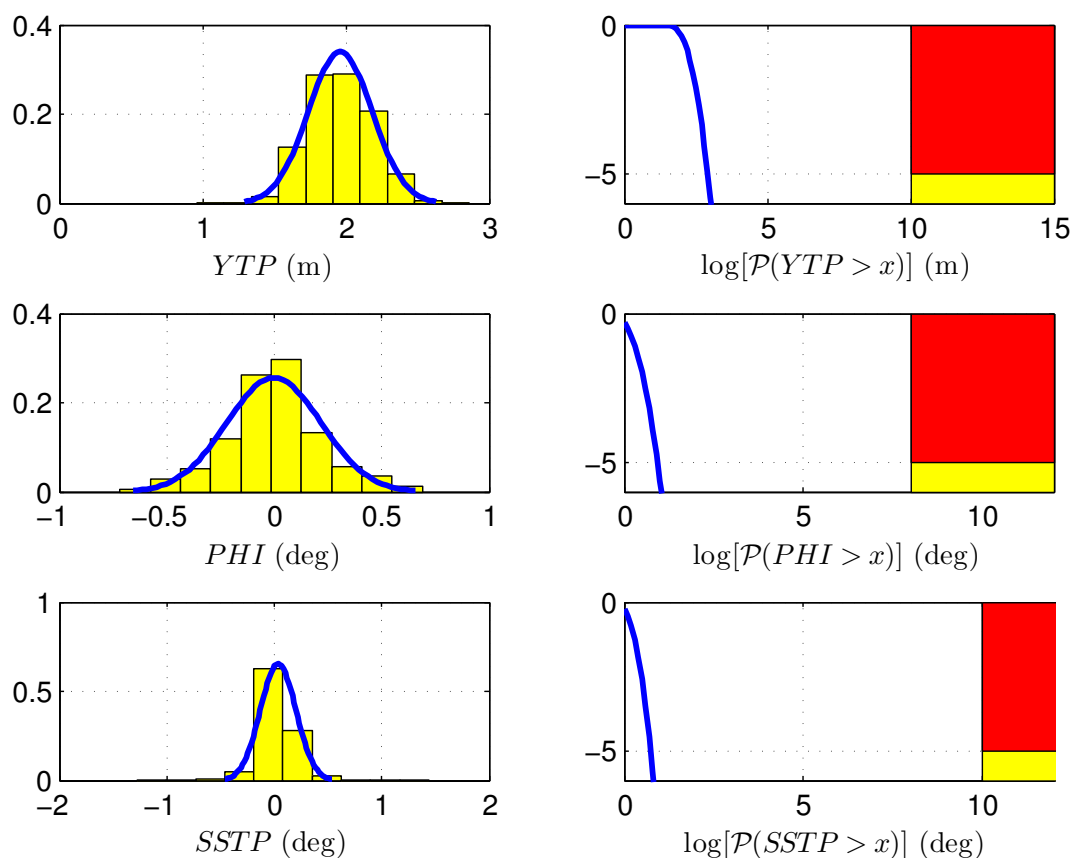 0.4
0.2
0
0 1 2 3
YTP (m)
0
−5
0 5 10 15
log[P(YTP > x)] (m)
0.4
0.2
0
−1 −0.5 0 0.5 1
PHI (deg)
0
−5
0 5 10
log[P(PHI > x)] (deg)
1
0.5
0
−2 −1 0 1 2
SSTP (deg)
0
−5
0 5 10
log[P(SSTP > x)] (deg)